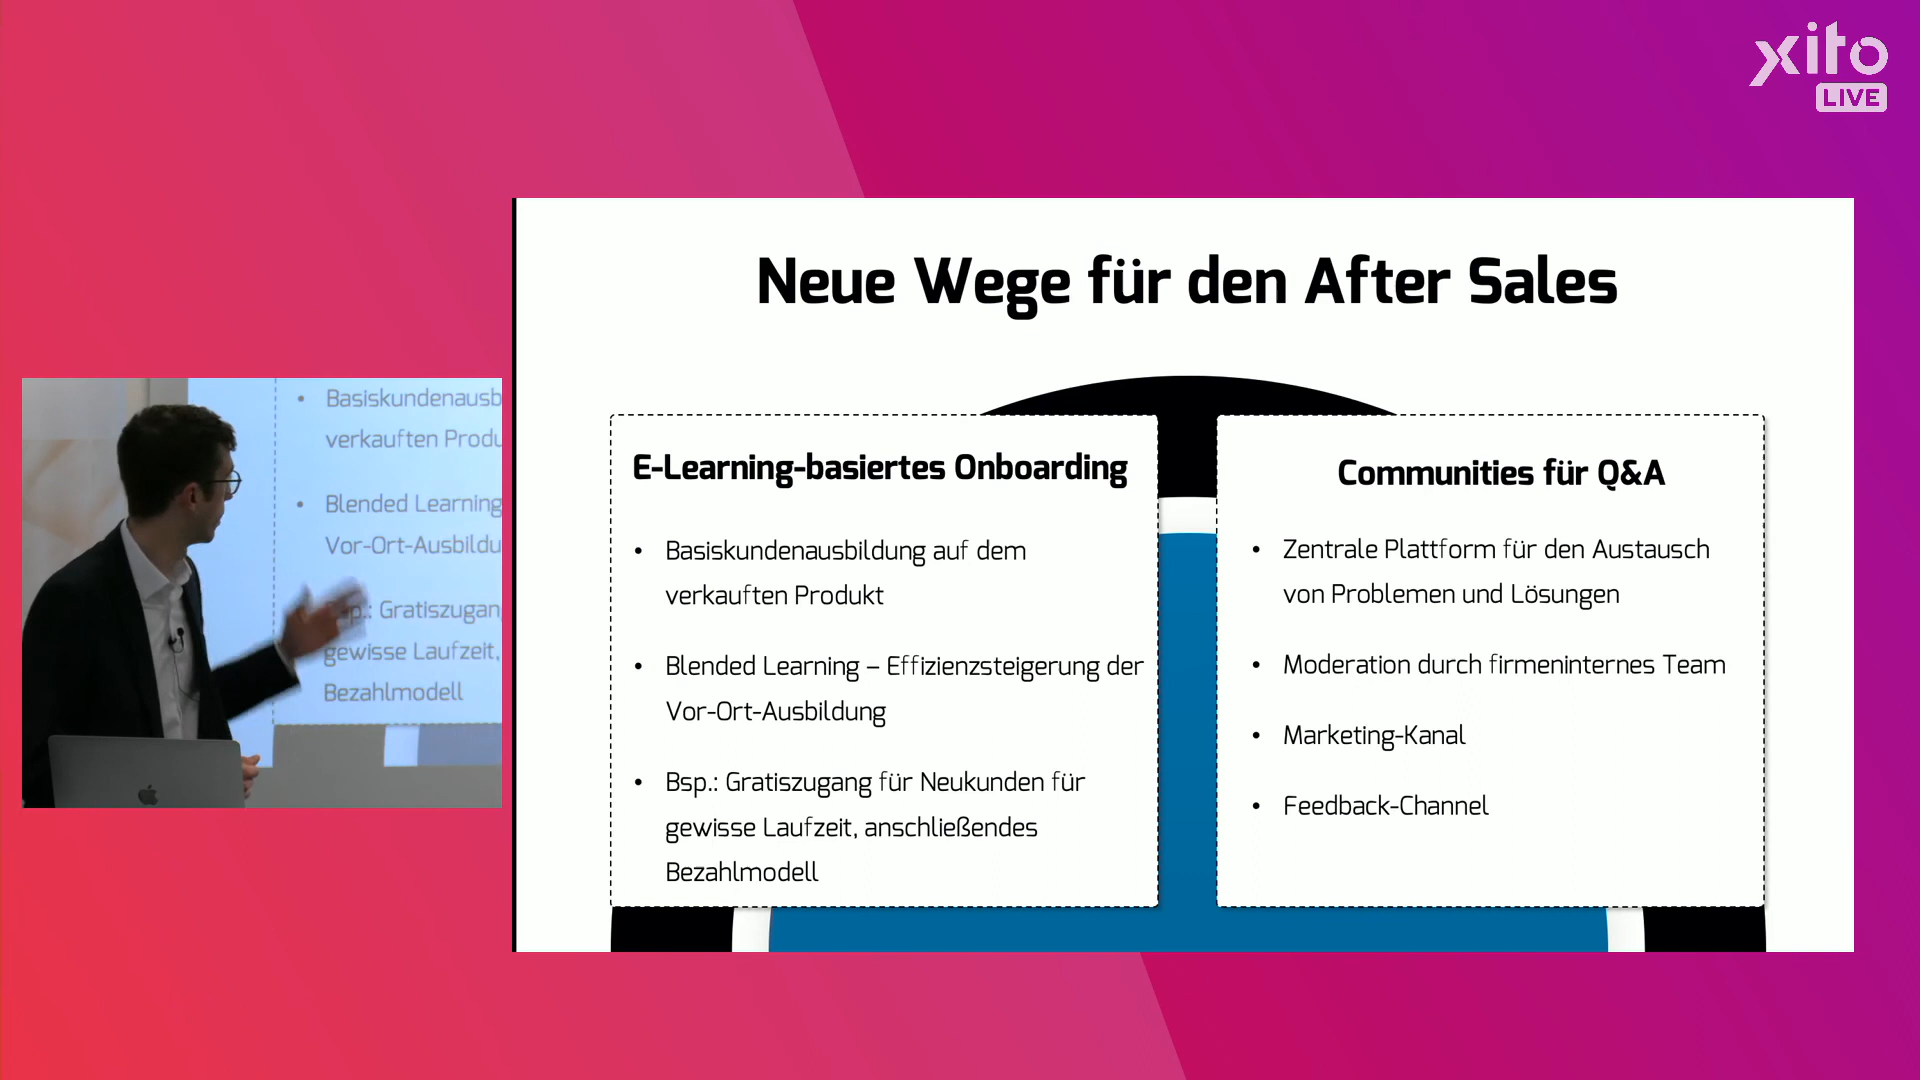 xito
LIVE
Neue Wege für den After Sales
E-Learning-basiertes Onboarding
• Basiskundenausbildung auf dem
verkauften Produkt
• Blended Learning – Effizienzsteigerung der
Vor-Ort-Ausbildung
• Bsp.: Gratiszugang für Neukunden für
gewisse Laufzeit, anschließendes
Bezahlmodell
Communities für Q&A
• Zentrale Plattform für den Austausch
von Problemen und Lösungen
• Moderation durch firmeninternes Team
• Marketing-Kanal
• Feedback-Channel
• Basiskundenausb
verkauften Produ
• Blended Learning
Vor-Ort-Ausbildu
Bsp.: Gratiszugan
gewisse Laufzeit,
Bezahlmodell